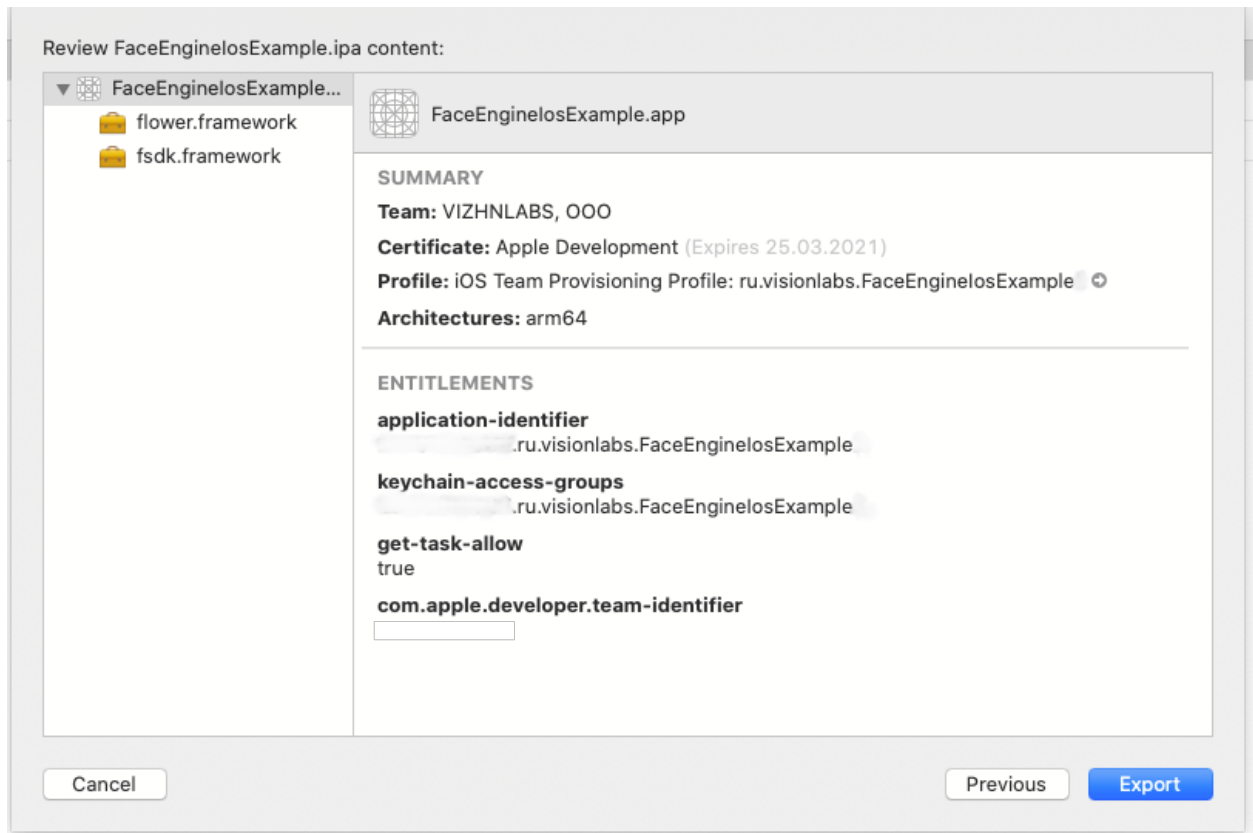 Review FaceEngineIosExample.ipa content:
FaceEngineIosExample...
flower.framework
fsdk.framework
FaceEngineIosExample.app
SUMMARY
Team: VIZHNLABS, OOO
Certificate: Apple Development (Expires 25.03.2021)
Profile: iOS Team Provisioning Profile: ru.visionlabs.FaceEngineIosExample
Architectures: arm64
ENTITLEMENTS
application-identifier
.ru.visionlabs.FaceEngineIosExample
keychain-access-groups
.ru.visionlabs.FaceEngineIosExample
get-task-allow
true
com.apple.developer.team-identifier
Cancel
Previous
Export